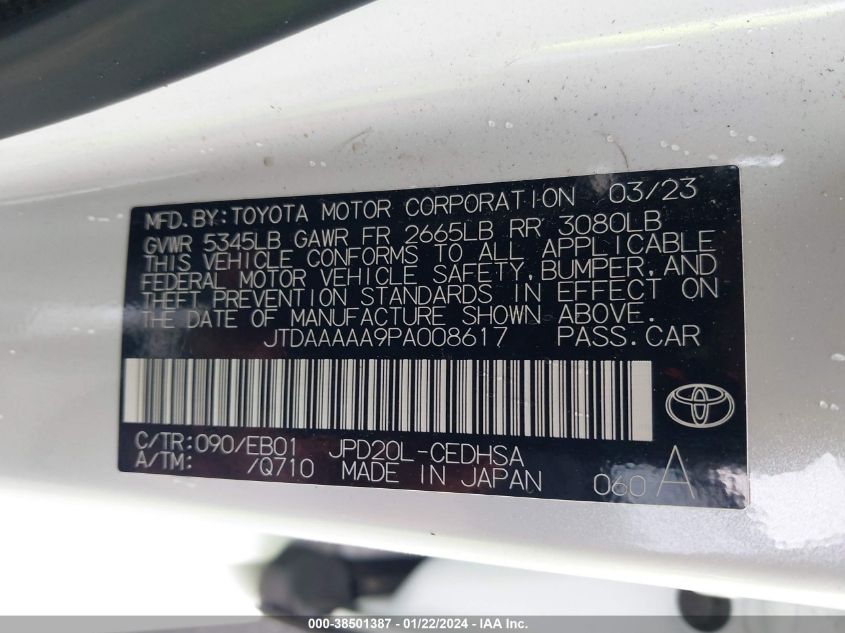 MFD.BY:TOYOTA MOTOR CORPORATION 03/23
GVWR 5345LB GAWR FR 2665LB RR 3080LB
THIS VEHICLE CONFORMS TO ALL APPLICABLE
FEDERAL MOTOR VEHICLE SAFETY,BUMPER,AND
THEFT PREVENTION STANDARDS IN EFFECT ON
THE DATE OF MANUFACTURE SHOWN ABOVE.
JTDAAAAA9PA008617 PASS.CAR
C/TR:090/EB01 JPD20L-CEDHSA
A/TM: /Q710 MADE IN JAPAN 060 A
000-38501387 - 01/22/2024 - IAA Inc.